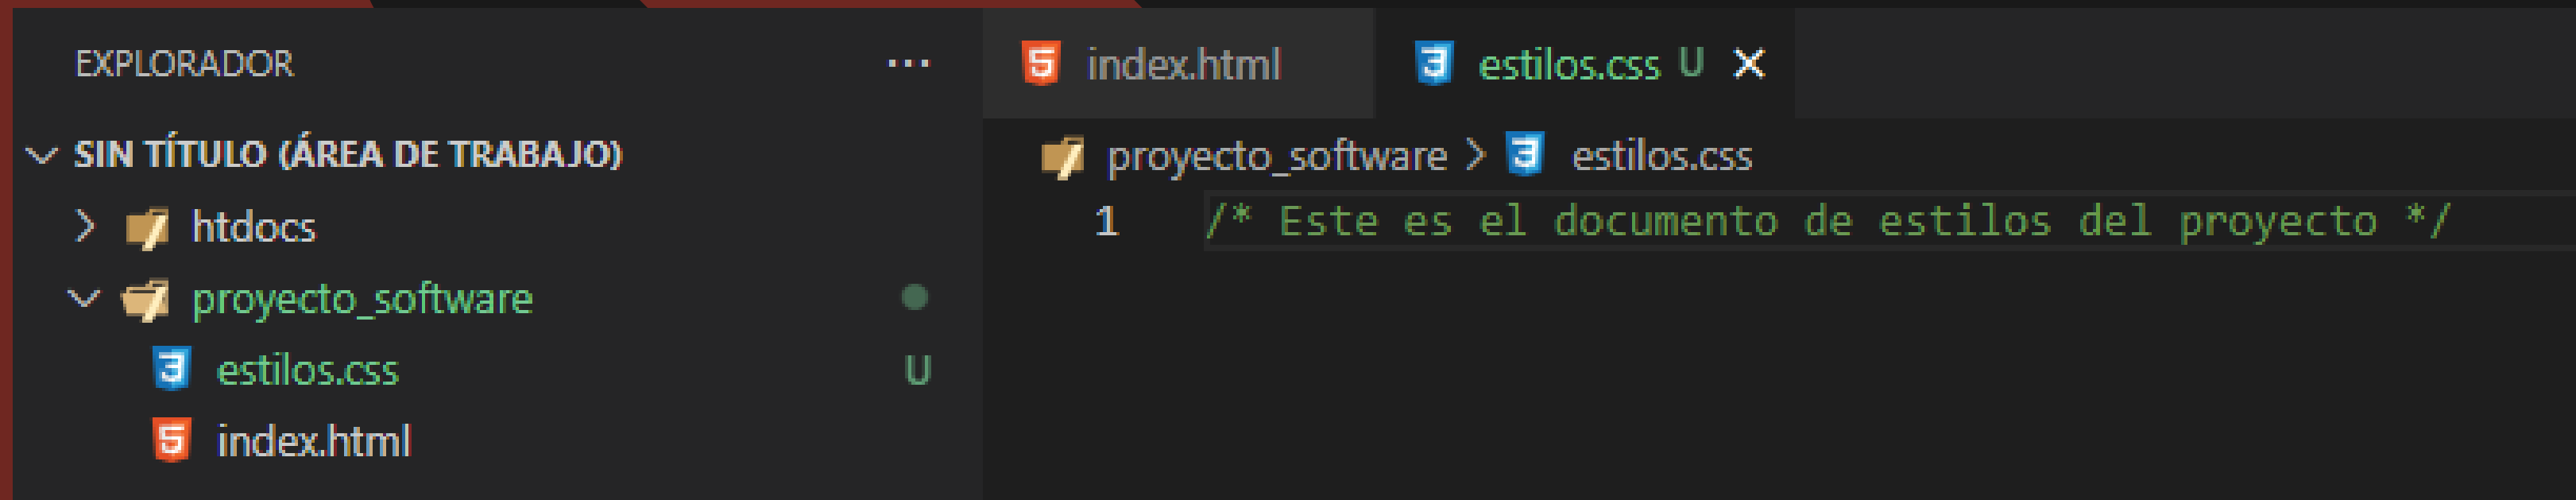 EXPLORADOR ...
SIN TÍTULO (ÁREA DE TRABAJO)
htdocs
proyecto_software
estilos.css U
index.html
index.html estilos.css U
proyecto_software > estilos.css
1 /* Este es el documento de estilos del proyecto */